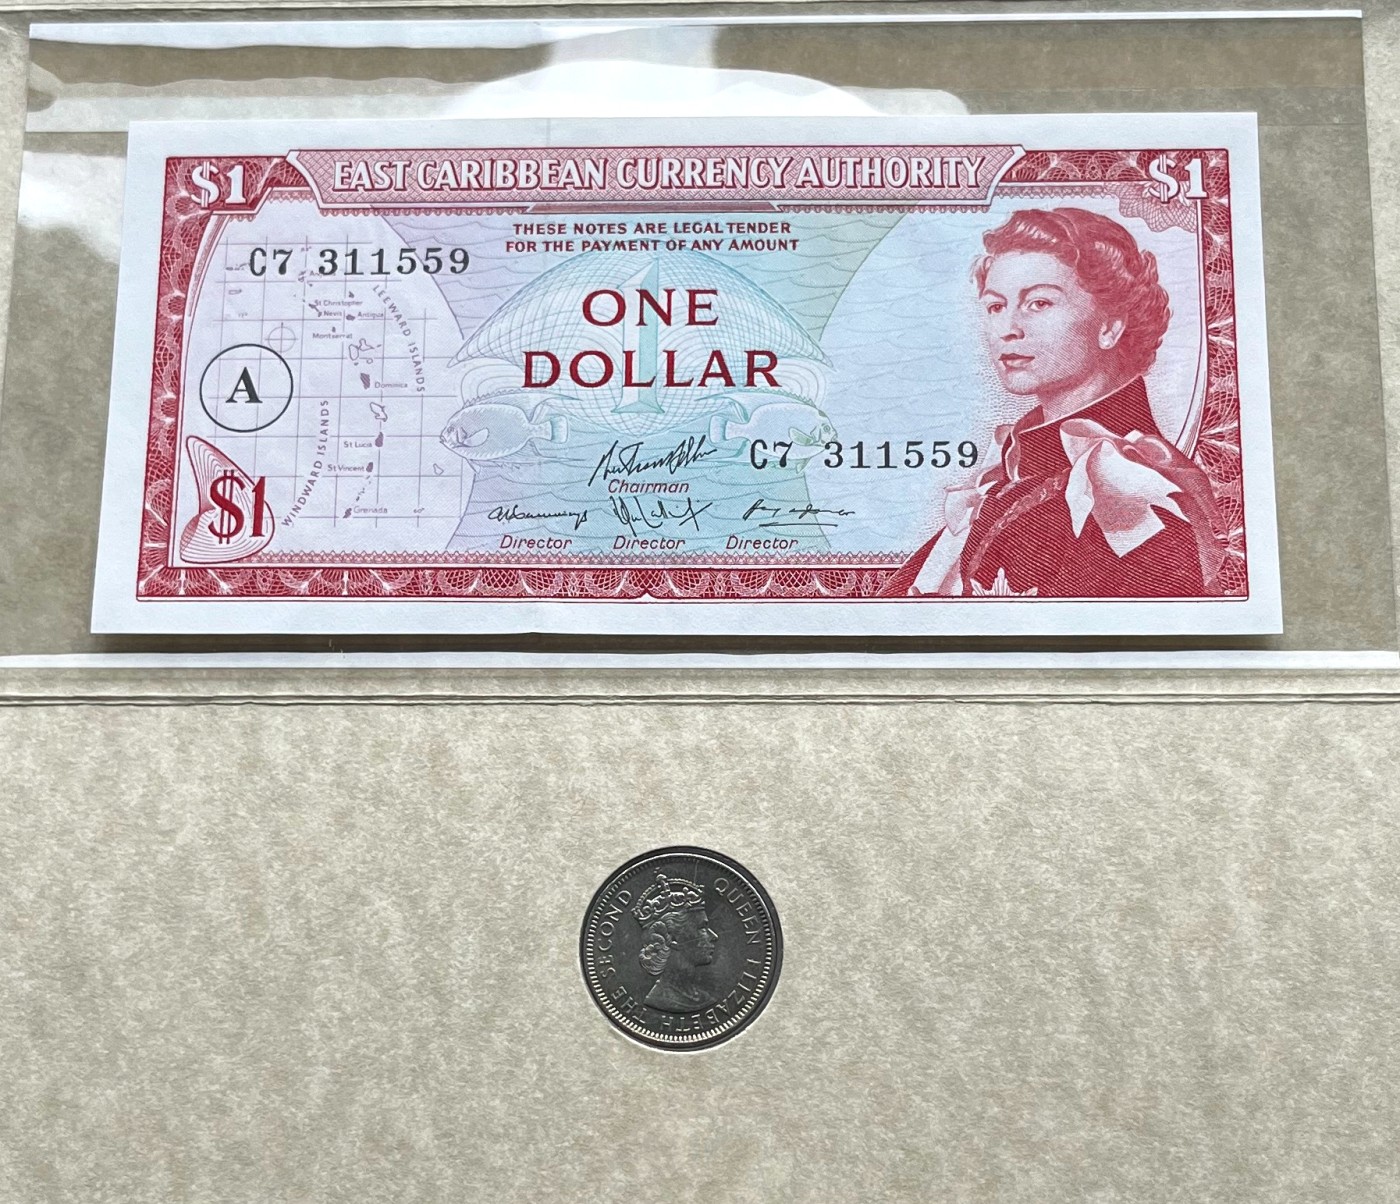 $1 EAST CARIBBEAN CURRENCY AUTHORITY $1
THESE NOTES ARE LEGAL TENDER
FOR THE PAYMENT OF ANY AMOUNT
C7 311559
1
ONE
DOLLAR
St Christopher
Nevis
Antigua
Montserrat
LEEWARD ISLANDS
A
Dominica
St Lucia
St Vincent
Grenada
WINDWARD ISLANDS
$1
C7 311559
Chairman
Director Director Director
QUEEN ELIZABETH THE SECOND